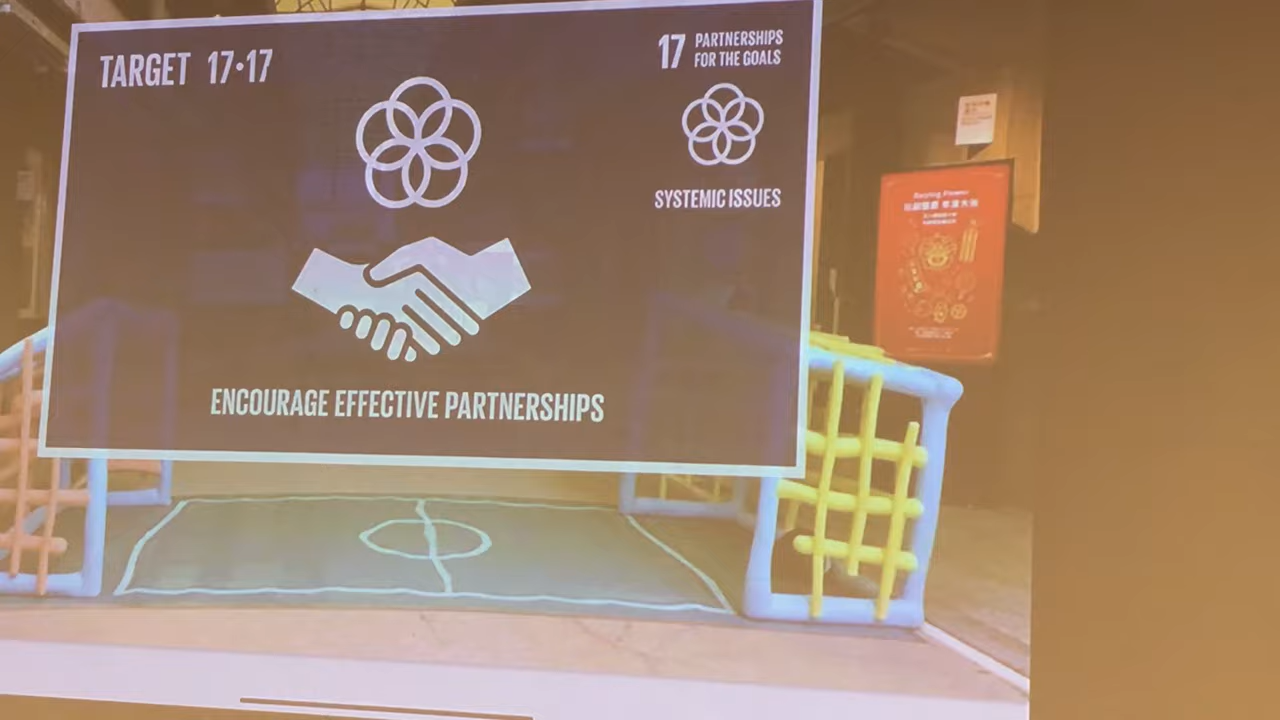 TARGET 17·17
17 PARTNERSHIPS
FOR THE GOALS
SYSTEMIC ISSUES
ENCOURAGE EFFECTIVE PARTNERSHIPS